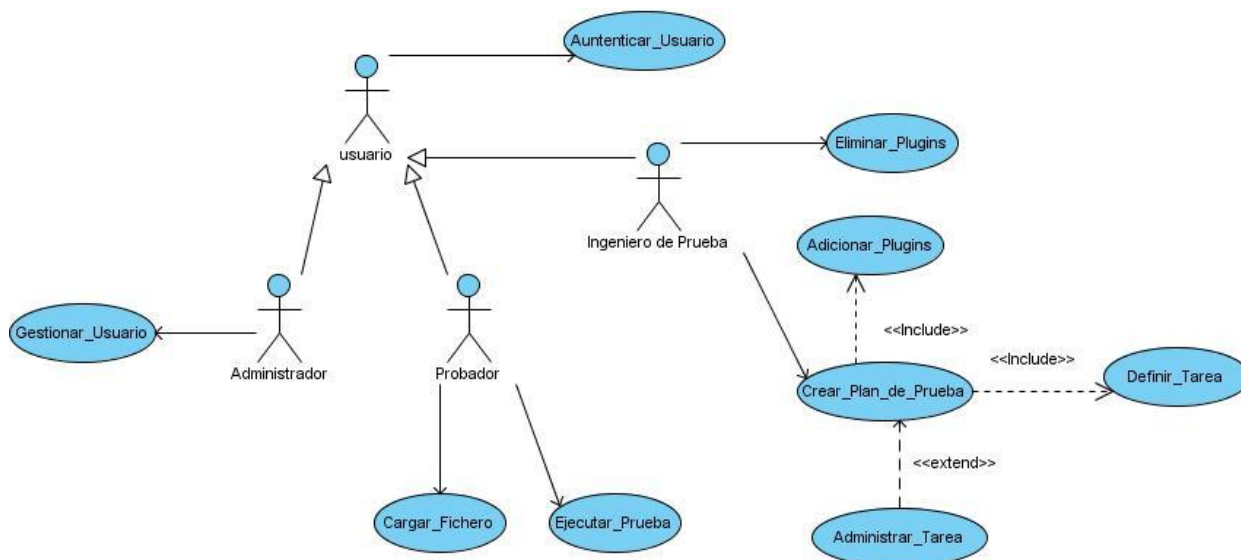 Auntenticar_Usuario
usuario
Eliminar_Plugins
Ingeniero de Prueba
Adicionar_Plugins
<<Include>>
Gestionar_Usuario
Administrador
Probador
<<Include>>
Crear_Plan_de_Prueba
Definir_Tarea
<<extend>>
Cargar_Fichero
Ejecutar_Prueba
Administrar_Tarea